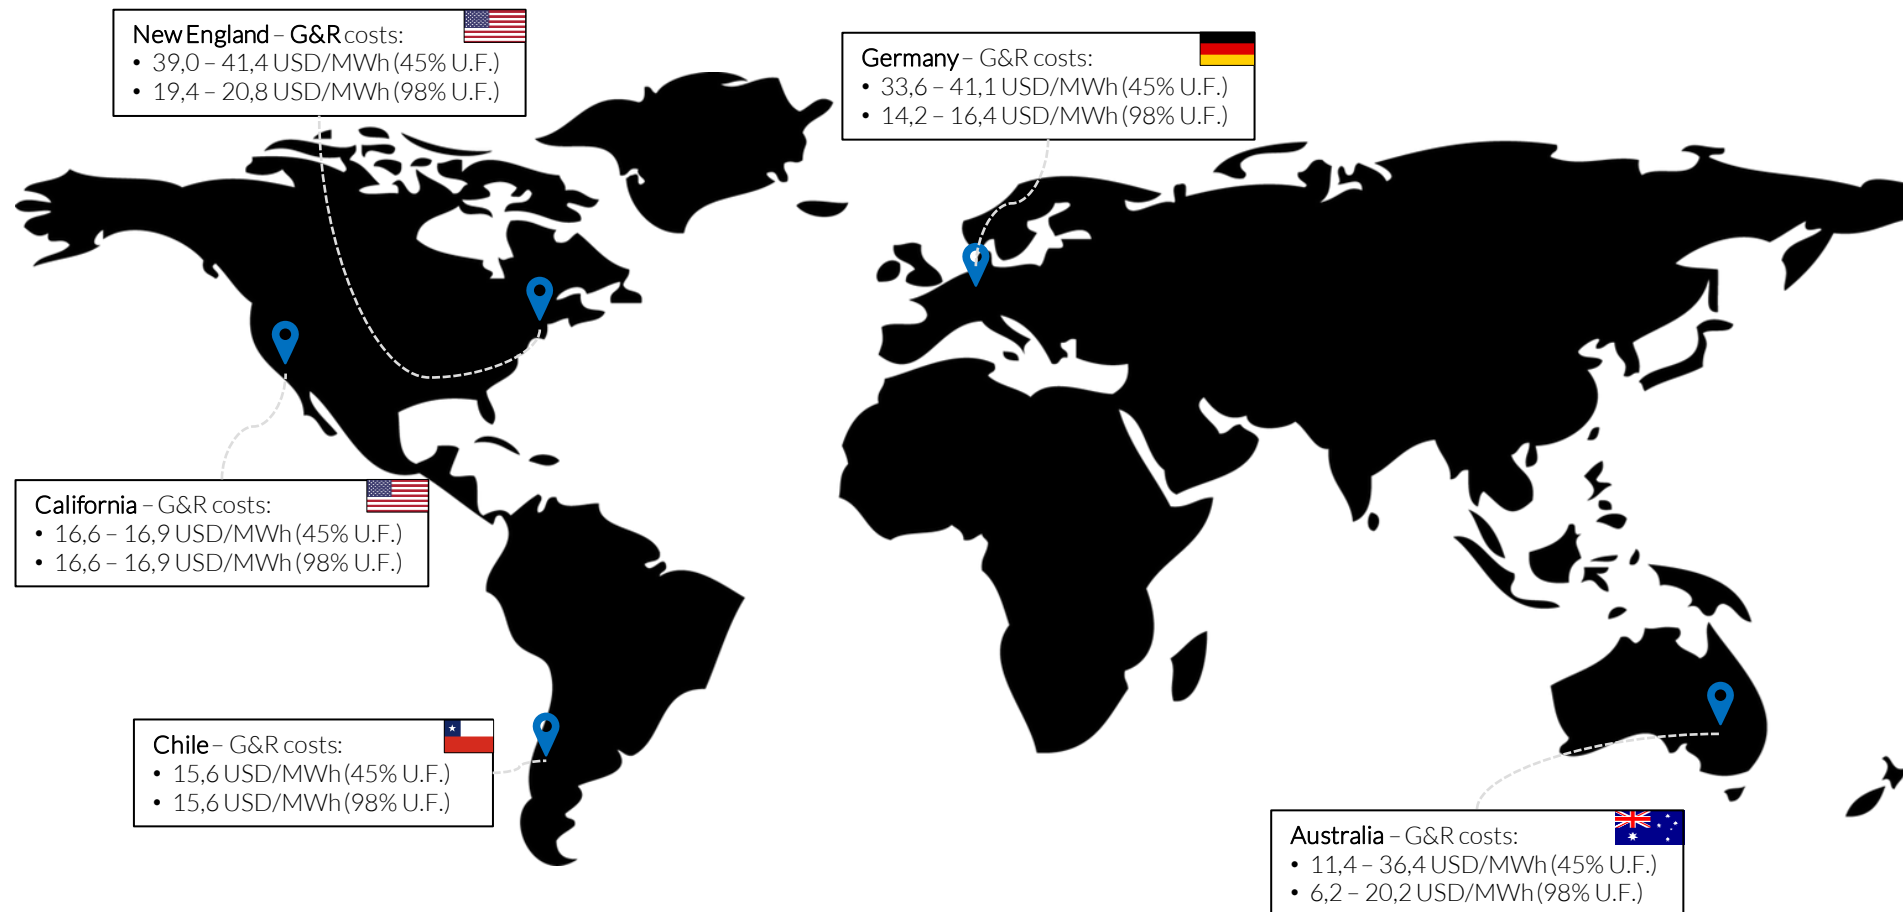 New England – G&R costs:
• 39,0 – 41,4 USD/MWh (45% U.F.)
• 19,4 – 20,8 USD/MWh (98% U.F.)
Germany – G&R costs:
• 33,6 – 41,1 USD/MWh (45% U.F.)
• 14,2 – 16,4 USD/MWh (98% U.F.)
California – G&R costs:
• 16,6 – 16,9 USD/MWh (45% U.F.)
• 16,6 – 16,9 USD/MWh (98% U.F.)
Chile – G&R costs:
• 15,6 USD/MWh (45% U.F.)
• 15,6 USD/MWh (98% U.F.)
Australia – G&R costs:
• 11,4 – 36,4 USD/MWh (45% U.F.)
• 6,2 – 20,2 USD/MWh (98% U.F.)